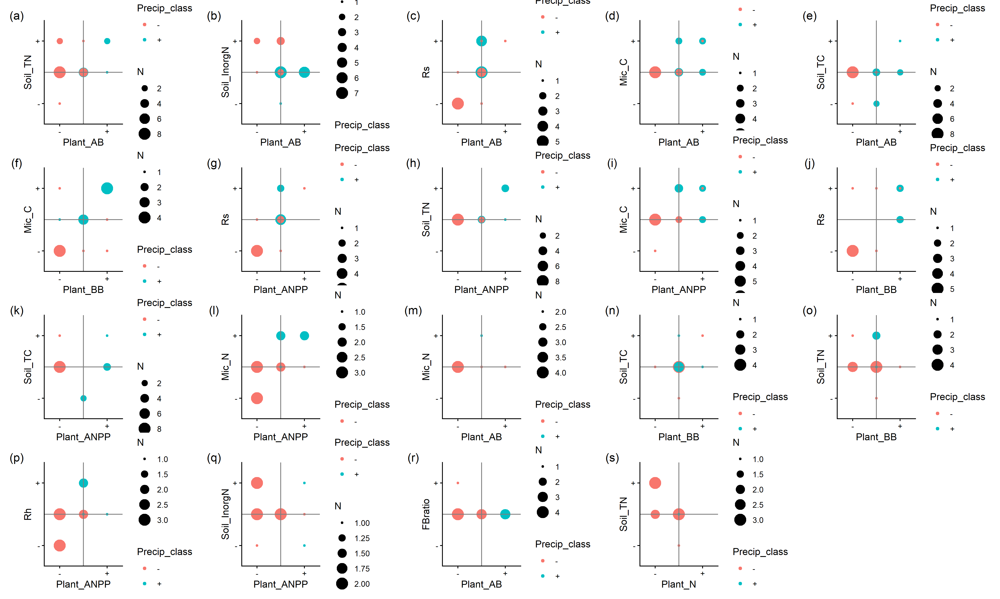 (a)
Soil_TN
+
-
-
+
Plant_AB
Precip_class
-
+
N
2
4
6
8
(b)
Soil_InorgN
+
-
-
+
Plant_AB
1
2
3
4
5
6
7
Precip_class
(c)
Rs
+
-
-
+
Plant_AB
Precip_class
-
+
N
1
2
3
4
5
(d)
Mic_C
+
-
-
+
Plant_AB
-
+
N
1
2
3
4
(e)
Soil_TC
+
-
-
+
Plant_AB
Precip_class
-
+
N
2
4
6
8
(f)
Mic_C
+
-
-
+
Plant_BB
N
1
2
3
4
Precip_class
-
+
(g)
Rs
+
-
-
+
Plant_ANPP
Precip_class
-
+
N
1
2
3
4
(h)
Soil_TN
+
-
-
+
Plant_ANPP
Precip_class
-
+
N
2
4
6
8
(i)
Mic_C
+
-
-
+
Plant_ANPP
Precip_class
-
+
N
1
2
3
4
5
(j)
Rs
+
-
-
+
Plant_BB
Precip_class
-
+
N
1
2
3
4
5
(k)
Soil_TC
+
-
-
+
Plant_ANPP
Precip_class
-
+
N
2
4
6
8
(l)
Mic_N
+
-
-
+
Plant_ANPP
N
1.0
1.5
2.0
2.5
3.0
Precip_class
-
(m)
Mic_N
+
-
-
+
Plant_AB
N
2.0
2.5
3.0
3.5
4.0
Precip_class
-
+
(n)
Soil_TC
+
-
-
+
Plant_BB
N
1
2
3
4
Precip_class
-
+
(o)
Soil_TN
+
-
-
+
Plant_BB
N
1
2
3
4
Precip_class
-
+
(p)
Rh
+
-
-
+
Plant_ANPP
N
1.0
1.5
2.0
2.5
3.0
Precip_class
-
+
(q)
Soil_InorgN
+
-
-
+
Plant_ANPP
Precip_class
-
+
N
1.00
1.25
1.50
1.75
2.00
(r)
FBratio
+
-
-
+
Plant_AB
N
1
2
3
4
Precip_class
-
+
(s)
Soil_TN
+
-
-
+
Plant_N
N
1.0
1.5
2.0
2.5
3.0
Precip_class
-
+